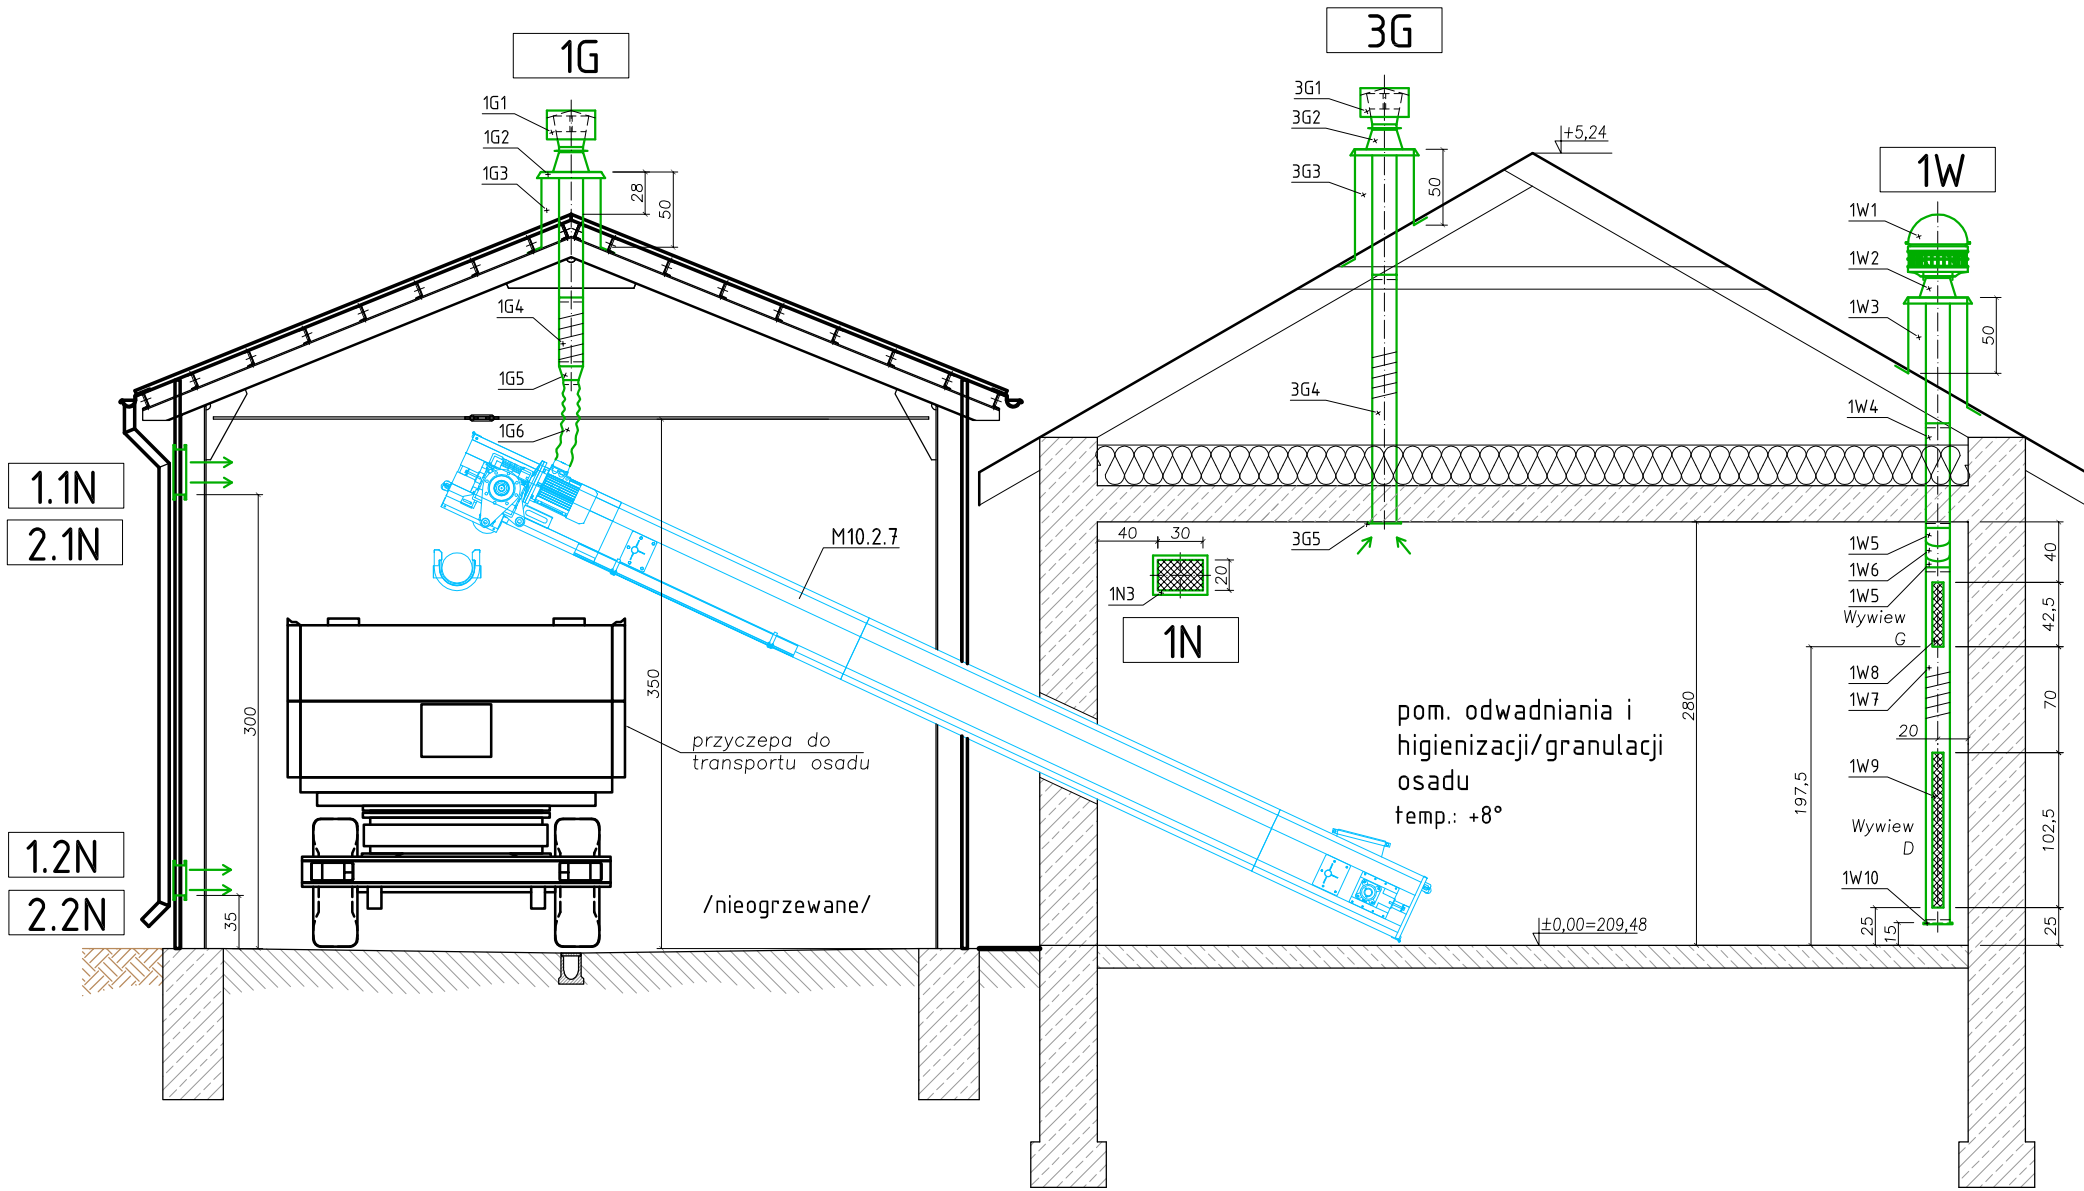 1G
3G
1W
1G1
1G2
1G3
28
50
1G4
1G5
1G6
3G1
3G2
3G3
50
3G4
3G5
+5,24
1W1
1W2
1W3
50
1W4
1.1N
2.1N
M10.2.7
40
30
20
1N3
1N
1W5
1W6
1W5
Wywiew
G
1W8
1W7
20
40
42,5
70
300
350
280
197,5
przyczepa do
transportu osadu
pom. odwadniania i
higienizacji/granulacji
osadu
temp.: +8°
1W9
Wywiew
D
102,5
1W10
1.2N
2.2N
35
/nieogrzewane/
±0,00=209,48
25
15
25